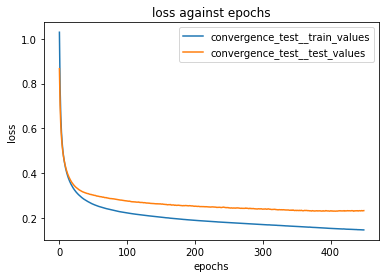 loss against epochs
convergence_test__train_values
convergence_test__test_values
loss
1.0
0.8
0.6
0.4
0.2
0 100 200 300 400
epochs